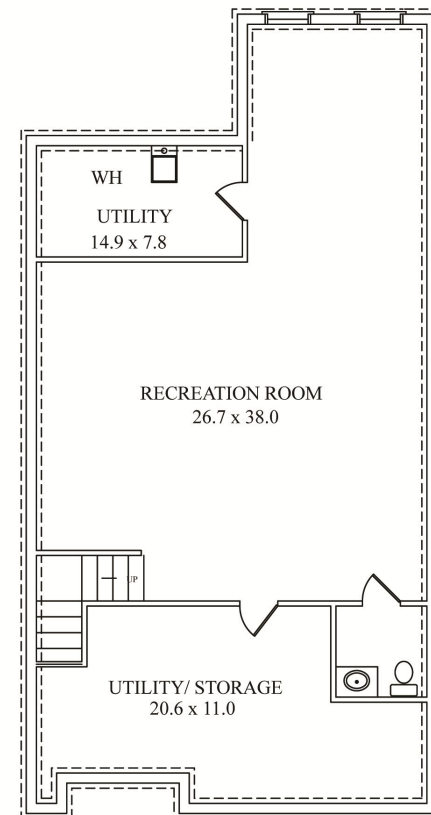 WH
UTILITY
14.9 x 7.8
RECREATION ROOM
26.7 x 38.0
UP
UTILITY/ STORAGE
20.6 x 11.0